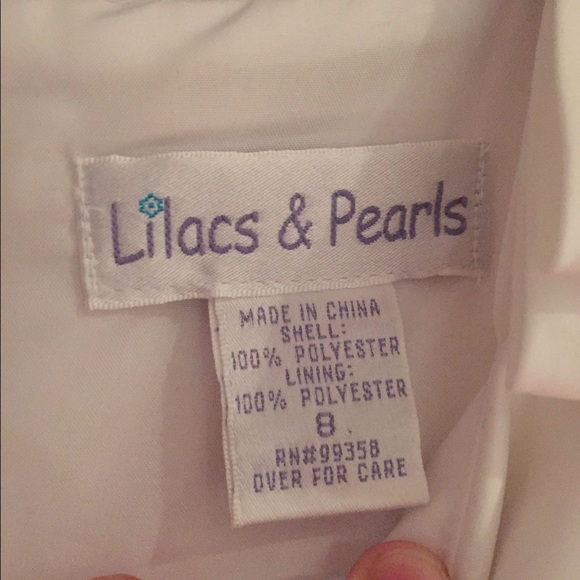 Lilacs & Pearls
MADE IN CHINA
SHELL:
100% POLYESTER
LINING:
100% POLYESTER
8
RN#99358
OVER FOR CARE